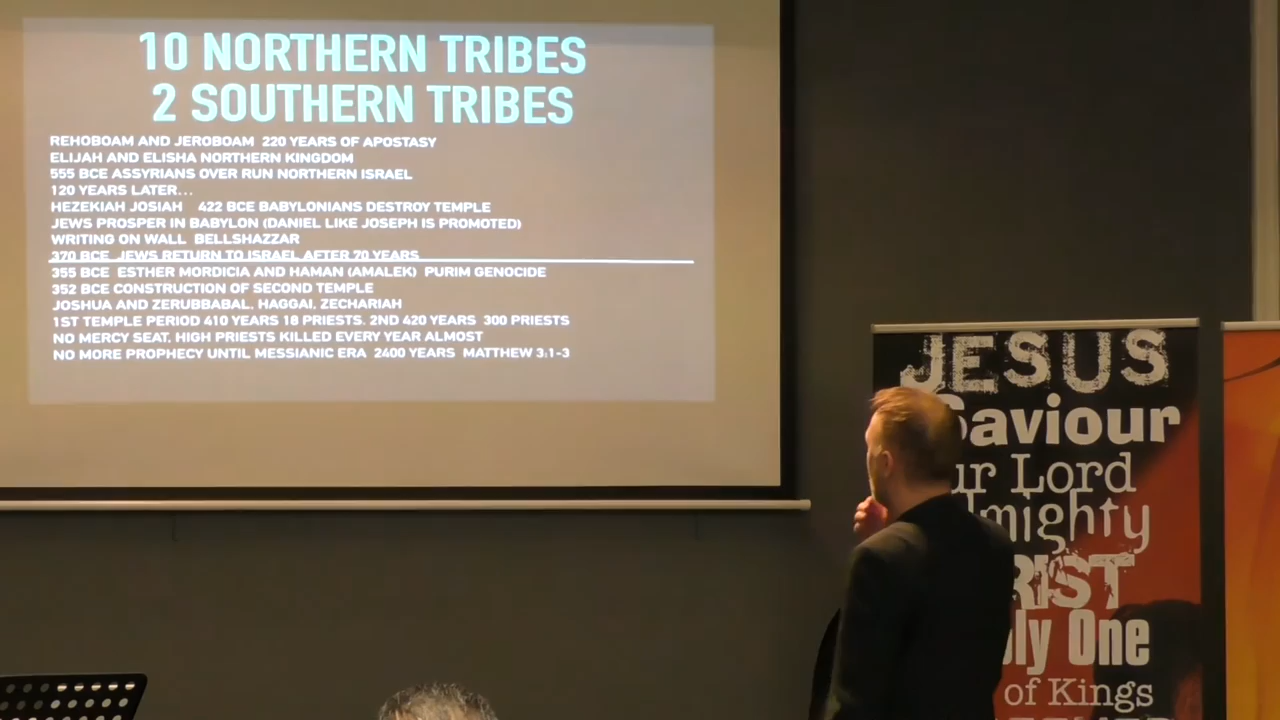 10 NORTHERN TRIBES
2 SOUTHERN TRIBES
REHOBOAM AND JEROBOAM 220 YEARS OF APOSTASY
ELIJAH AND ELISHA NORTHERN KINGDOM
555 BCE ASSYRIANS OVER RUN NORTHERN ISRAEL
120 YEARS LATER...
HEZEKIAH JOSIAH 422 BCE BABYLONIANS DESTROY TEMPLE
JEWS PROSPER IN BABYLON (DANIEL LIKE JOSEPH IS PROMOTED)
WRITING ON WALL BELLSHAZZAR
370 BCE JEWS RETURN TO ISRAEL AFTER 70 YEARS
355 BCE ESTHER MORDICIA AND HAMAN (AMALEK) PURIM GENOCIDE
352 BCE CONSTRUCTION OF SECOND TEMPLE
JOSHUA AND ZERUBBABAL. HAGGAI. ZECHARIAH
1ST TEMPLE PERIOD 410 YEARS 18 PRIESTS. 2ND 420 YEARS 300 PRIESTS
NO MERCY SEAT. HIGH PRIESTS KILLED EVERY YEAR ALMOST
NO MORE PROPHECY UNTIL MESSIANIC ERA 2400 YEARS MATTHEW 3:1-3
JESUS
Saviour
ur Lord
lmighty
RIST
ly One
of Kings